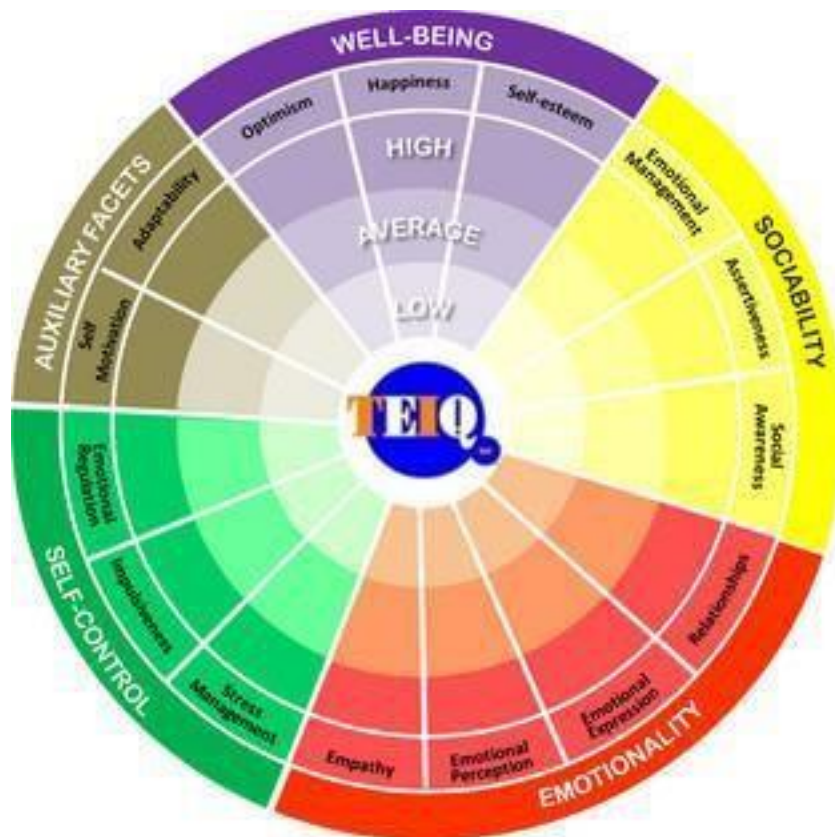 WELL-BEING
Optimism
Happiness
Self-esteem
HIGH
AVERAGE
LOW
SOCIABILITY
Emotional
Management
Assertiveness
Social
Awareness
EMOTIONALITY
Relationships
Emotional
Expression
Emotional
Perception
Empathy
SELF-CONTROL
Stress
Management
Impulsiveness
Emotional
Regulation
AUXILIARY FACETS
Self
Motivation
Adaptability
TEIQ